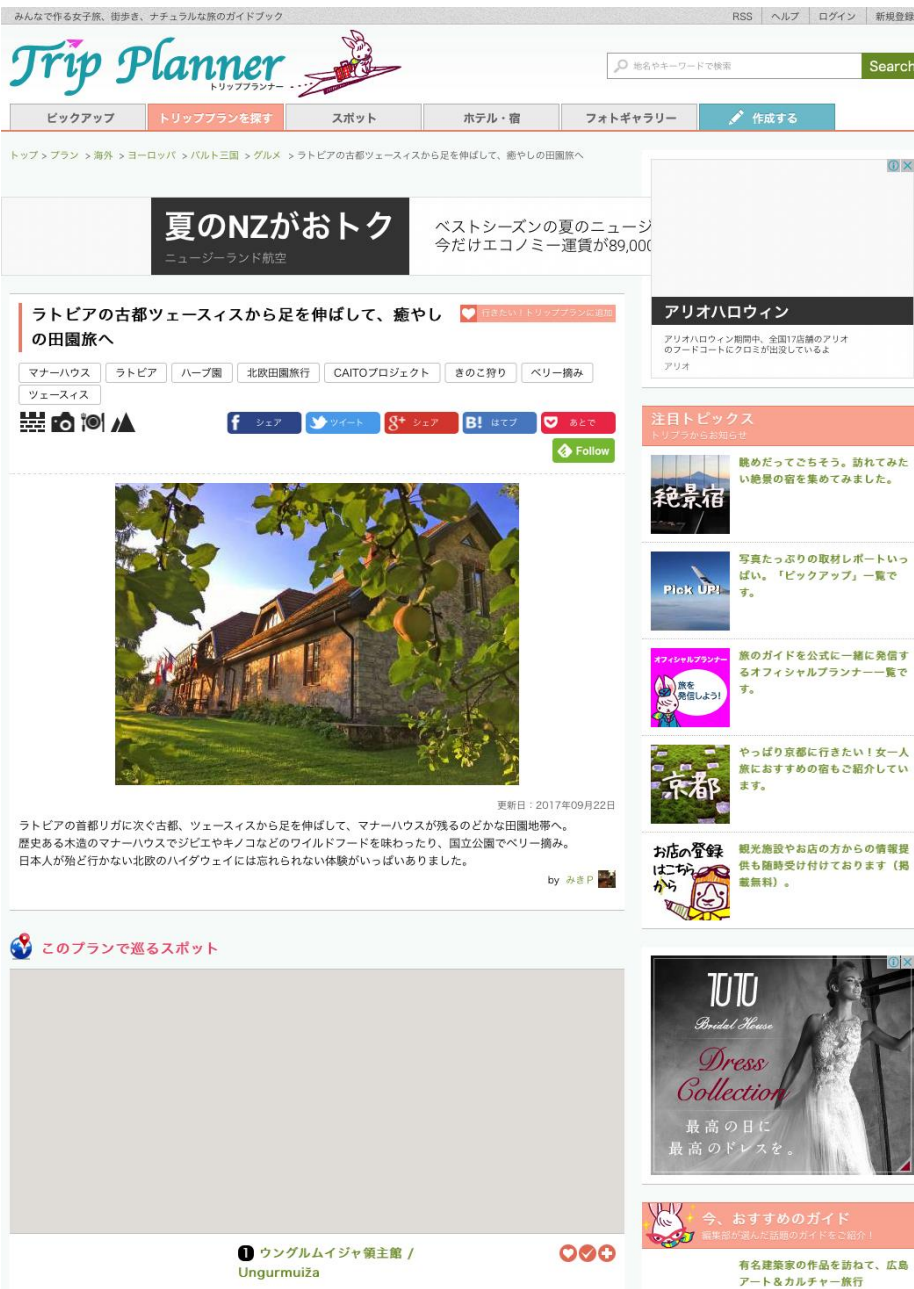 みんなで作る女子旅、街歩き、ナチュラルな旅のガイドブック
RSS ヘルプ ログイン 新規登録
Trip Planner
トリッププランナー
地名やキーワードで検索
Search
ピックアップ
トリッププランを探す
スポット
ホテル・宿
フォトギャラリー
作成する
トップ > プラン > 海外 > ヨーロッパ > バルト三国 > グルメ > ラトビアの古都ツェースィスから足を伸ばして、癒やしの田園旅へ
夏のNZがおトク
ニュージーランド航空
ベストシーズンの夏のニュージ
今だけエコノミー運賃が89,000
ラトビアの古都ツェースィスから足を伸ばして、癒やし
の田園旅へ
行きたい!トリッププランに追加
マナーハウス
ラトビア
ハーブ園
北欧田園旅行
CAITOプロジェクト
きのこ狩り
ベリー摘み
ツェースィス
シェア
ツイート
g+ シェア
B! はてブ
あとで
Follow
更新日:2017年09月22日
ラトビアの首都リガに次ぐ古都、ツェースィスから足を伸ばして、マナーハウスが残るのどかな田園地帯へ。
歴史ある木造のマナーハウスでジビエやキノコなどのワイルドフードを味わったり、国立公園でベリー摘み。
日本人が殆ど行かない北欧のハイダウェイには忘れられない体験がいっぱいありました。
by みきP
このプランで巡るスポット
1 ウングルムイジャ領主館 /
Ungurmuiža
アリオハロウィン
アリオハロウィン期間中、全国17店舗のアリオ
のフードコートにクロミが出没しているよ
アリオ
注目トピックス
トリプラからお知らせ
絶景宿
眺めだってごちそう。訪れてみた
い絶景の宿を集めてみました。
Pick UP!
写真たっぷりの取材レポートいっ
ぱい。「ピックアップ」一覧で
す。
オフィシャルプランナー
旅を
発信しよう!
旅のガイドを公式に一緒に発信す
るオフィシャルプランナー一覧で
す。
京都
やっぱり京都に行きたい!女一人
旅におすすめの宿もご紹介してい
ます。
お店の登録
はこちら
から
観光施設やお店の方からの情報提
供も随時受け付けております(掲
載無料)。
TUTU
Bridal House
Dress
Collection
最高の日に
最高のドレスを。
今、おすすめのガイド
編集部が選んだ話題のガイドをご紹介!
有名建築家の作品を訪ねて、広島
アート&カルチャー旅行